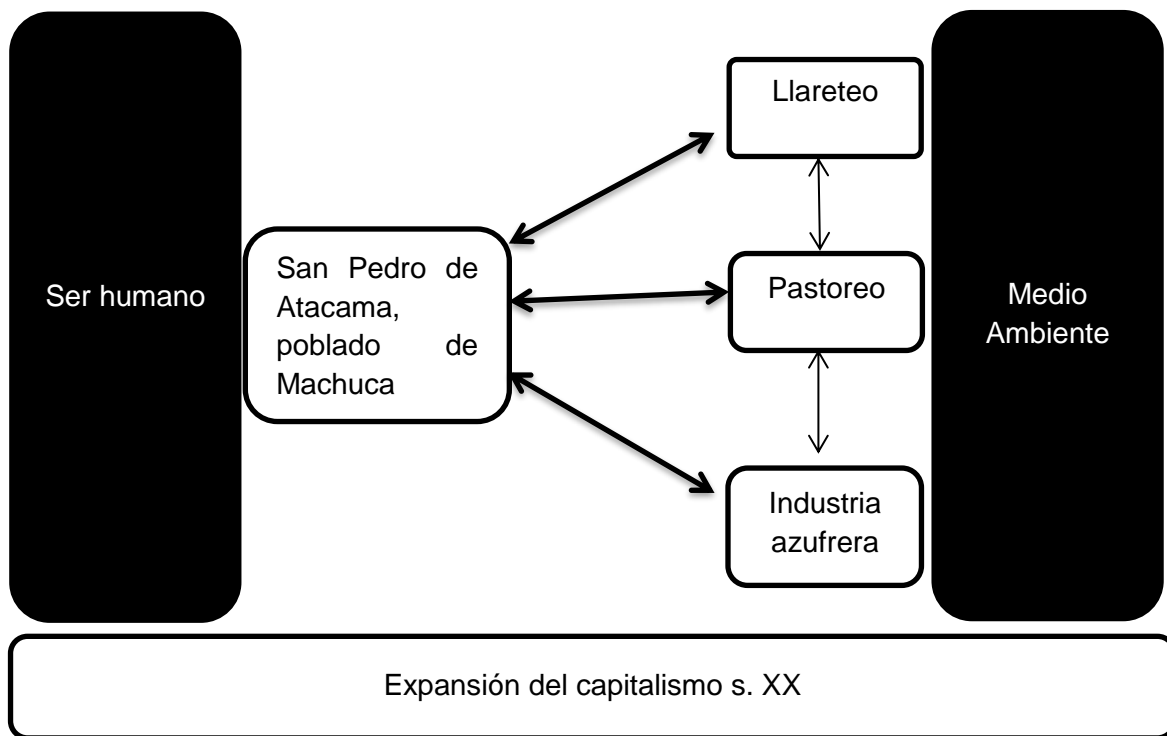 Ser humano
San Pedro de
Atacama,
poblado de
Machuca
Llareteo
Pastoreo
Industria
azufrera
Medio
Ambiente
Expansión del capitalismo s. XX